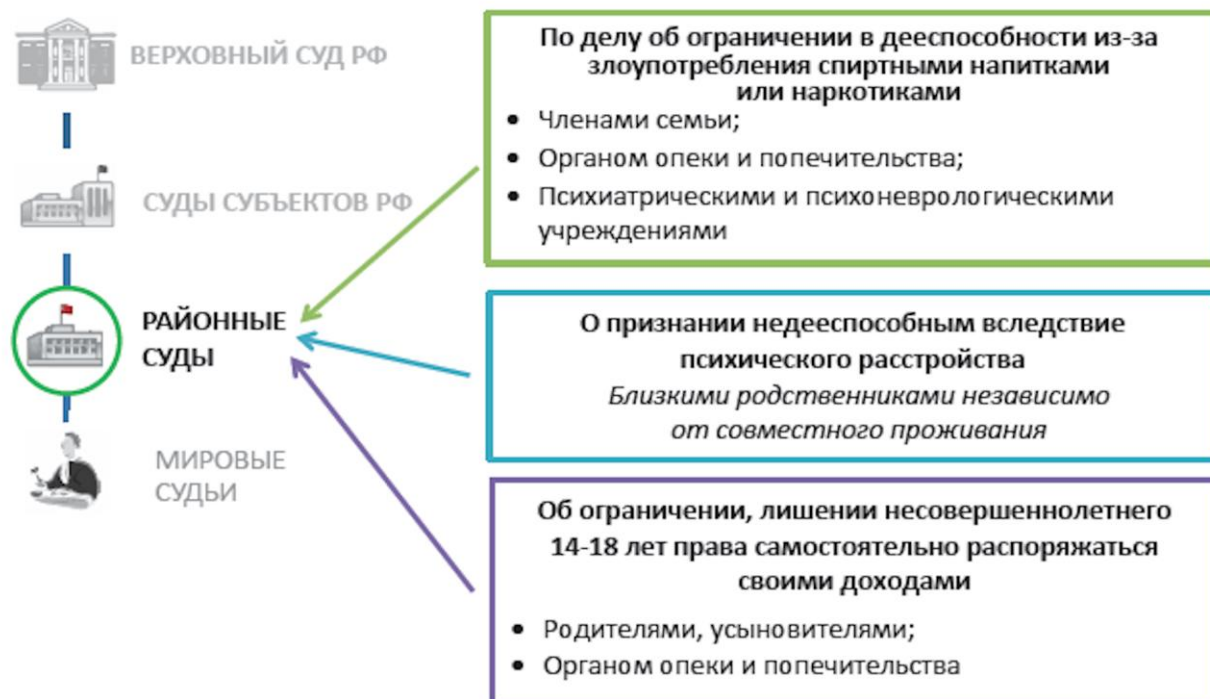 ВЕРХОВНЫЙ СУД РФ
СУДЫ СУБЪЕКТОВ РФ
РАЙОННЫЕ
СУДЫ
МИРОВЫЕ
СУДЬИ
По делу об ограничении в дееспособности из-за
злоупотребления спиртными напитками
или наркотиками
• Членами семьи;
• Органом опеки и попечительства;
• Психиатрическими и психоневрологическими
учреждениями
О признании недееспособным вследствие
психического расстройства
Близкими родственниками независимо
от совместного проживания
Об ограничении, лишении несовершеннолетнего
14-18 лет права самостоятельно распоряжаться
своими доходами
• Родителями, усыновителями;
• Органом опеки и попечительства